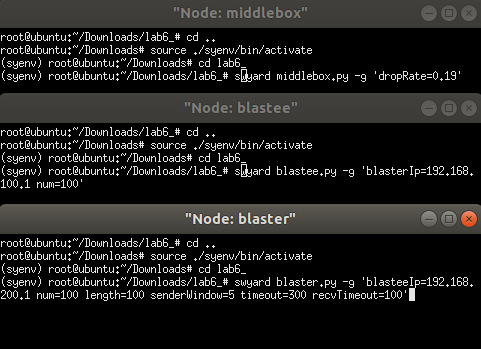 "Node: middlebox"
root@ubuntu:~/Downloads/lab6_# cd ..
root@ubuntu:~/Downloads# source ./syenv/bin/activate
(syenv) root@ubuntu:~/Downloads# cd lab6_
(syenv) root@ubuntu:~/Downloads/lab6_# swyard middlebox.py -g 'dropRate=0.19'
"Node: blastee"
root@ubuntu:~/Downloads/lab6_# cd ..
root@ubuntu:~/Downloads# source ./syenv/bin/activate
(syenv) root@ubuntu:~/Downloads# cd lab6_
(syenv) root@ubuntu:~/Downloads/lab6_# swyard blastee.py -g 'blasterIp=192.168.
100.1 num=100'
"Node: blaster"
root@ubuntu:~/Downloads/lab6_# cd ..
root@ubuntu:~/Downloads# source ./syenv/bin/activate
(syenv) root@ubuntu:~/Downloads# cd lab6_
(syenv) root@ubuntu:~/Downloads/lab6_# swyard blaster.py -g 'blasteeIp=192.168.
200.1 num=100 length=100 senderWindow=5 timeout=300 recvTimeout=100'